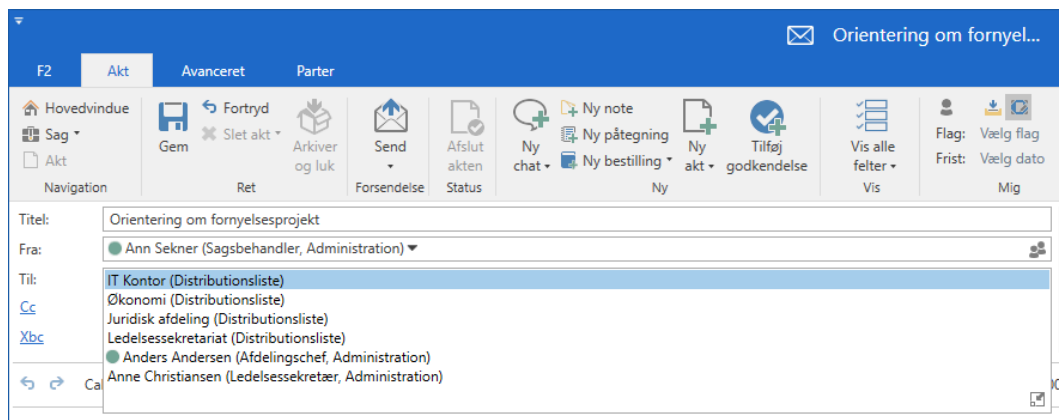 Orientering om fornyel...
F2 Akt Avanceret Parter
Hovedvindue
Sag
Akt
Navigation
Gem
Fortryd
Slet akt
Arkiver
og luk
Ret
Send
Forsendelse
Afslut
akten
Status
Ny
chat
Ny note
Ny påtegning
Ny bestilling
Ny
akt
Tilføj
godkendelse
Ny
Vis alle
felter
Vis
Flag: Vælg flag
Frist: Vælg dato
Mig
Titel: Orientering om fornyelsesprojekt
Fra: Ann Sekner (Sagsbehandler, Administration)
Til: IT Kontor (Distributionsliste)
Økonomi (Distributionsliste)
Cc
Juridisk afdeling (Distributionsliste)
Xbc
Ledelsessekretariat (Distributionsliste)
Anders Andersen (Afdelingschef, Administration)
Anne Christiansen (Ledelsessekretær, Administration)